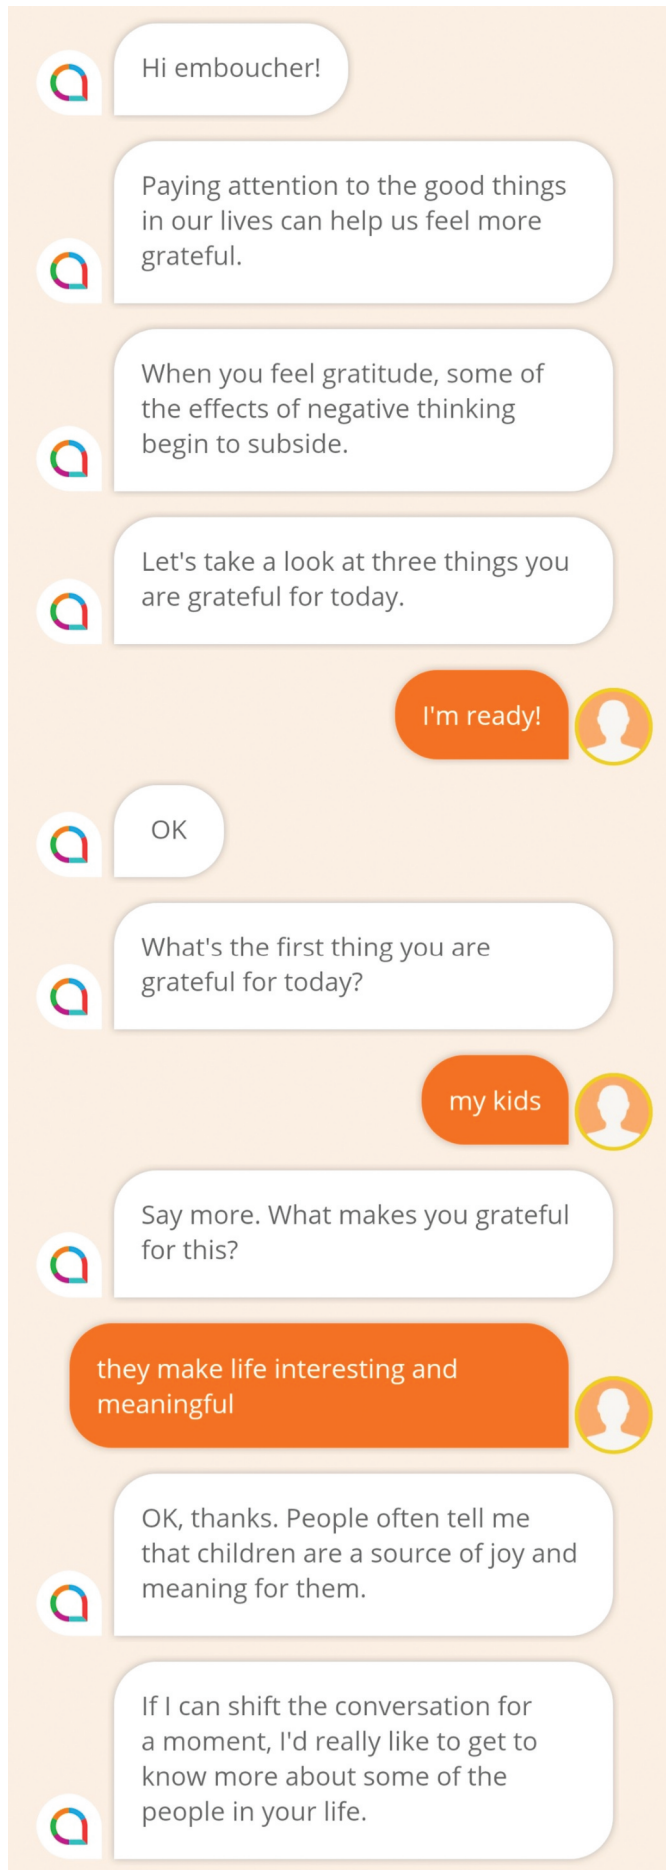 Hi emboucher!
Paying attention to the good things
in our lives can help us feel more
grateful.
When you feel gratitude, some of
the effects of negative thinking
begin to subside.
Let's take a look at three things you
are grateful for today.
I'm ready!
OK
What's the first thing you are
grateful for today?
my kids
Say more. What makes you grateful
for this?
they make life interesting and
meaningful
OK, thanks. People often tell me
that children are a source of joy and
meaning for them.
If I can shift the conversation for
a moment, I'd really like to get to
know more about some of the
people in your life.